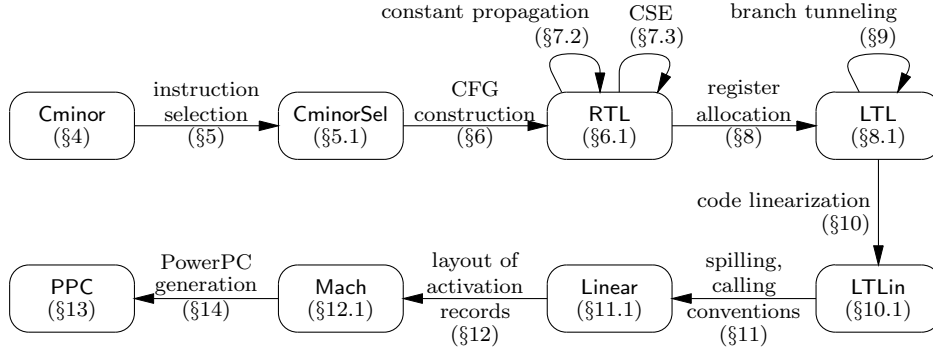 constant propagation
(§7.2)
CSE
(§7.3)
branch tunneling
(§9)
Cminor
(§4)
instruction
selection
(§5)
CminorSel
(§5.1)
CFG
construction
(§6)
RTL
(§6.1)
register
allocation
(§8)
LTL
(§8.1)
code linearization
(§10)
PPC
(§13)
PowerPC
generation
(§14)
Mach
(§12.1)
layout of
activation
records
(§12)
Linear
(§11.1)
spilling,
calling
conventions
(§11)
LTLin
(§10.1)